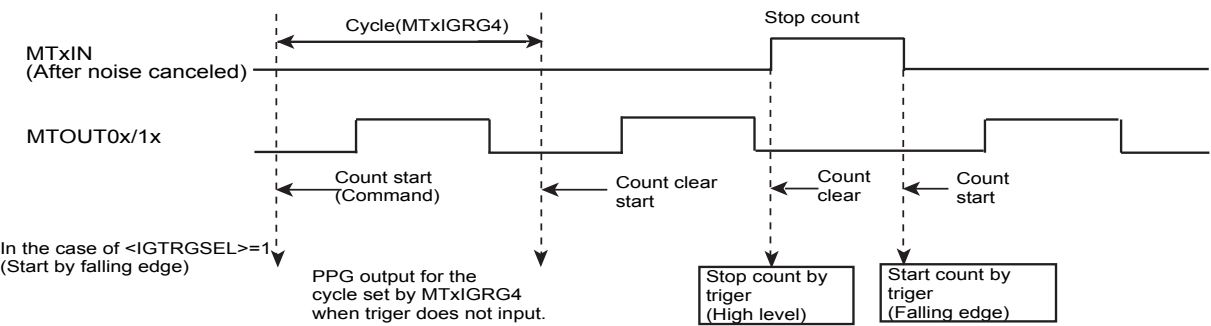 Cycle(MTxIGRG4)
Stop count
MTxIN
(After noise canceled)
MTOUT0x/1x
Count start
(Command)
Count clear
start
Count
clear
Count
start
In the case of <IGTRGSEL>=1
(Start by falling edge)
PPG output for the
cycle set by MTxIGRG4
when triger does not input.
Stop count by
triger
(High level)
Start count by
triger
(Falling edge)